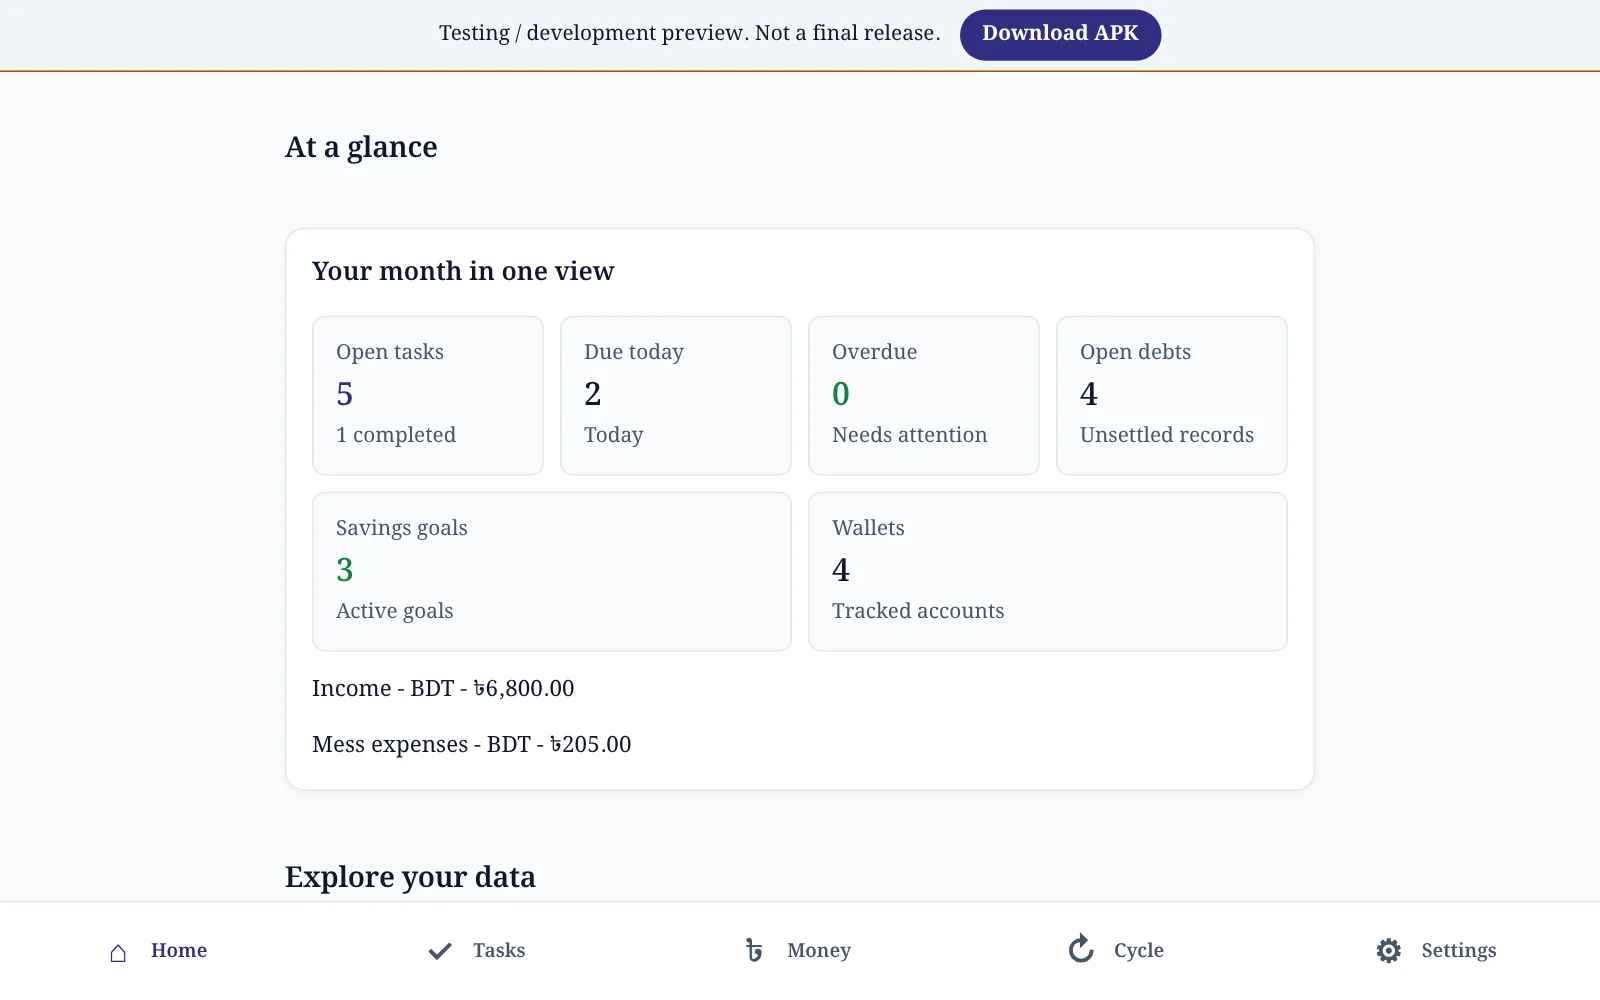 Testing / development preview. Not a final release.
Download APK
At a glance
Your month in one view
Open tasks
5
1 completed
Due today
2
Today
Overdue
0
Needs attention
Open debts
4
Unsettled records
Savings goals
3
Active goals
Wallets
4
Tracked accounts
Income - BDT - ৳6,800.00
Mess expenses - BDT - ৳205.00
Explore your data
Home
Tasks
৳ Money
Cycle
Settings